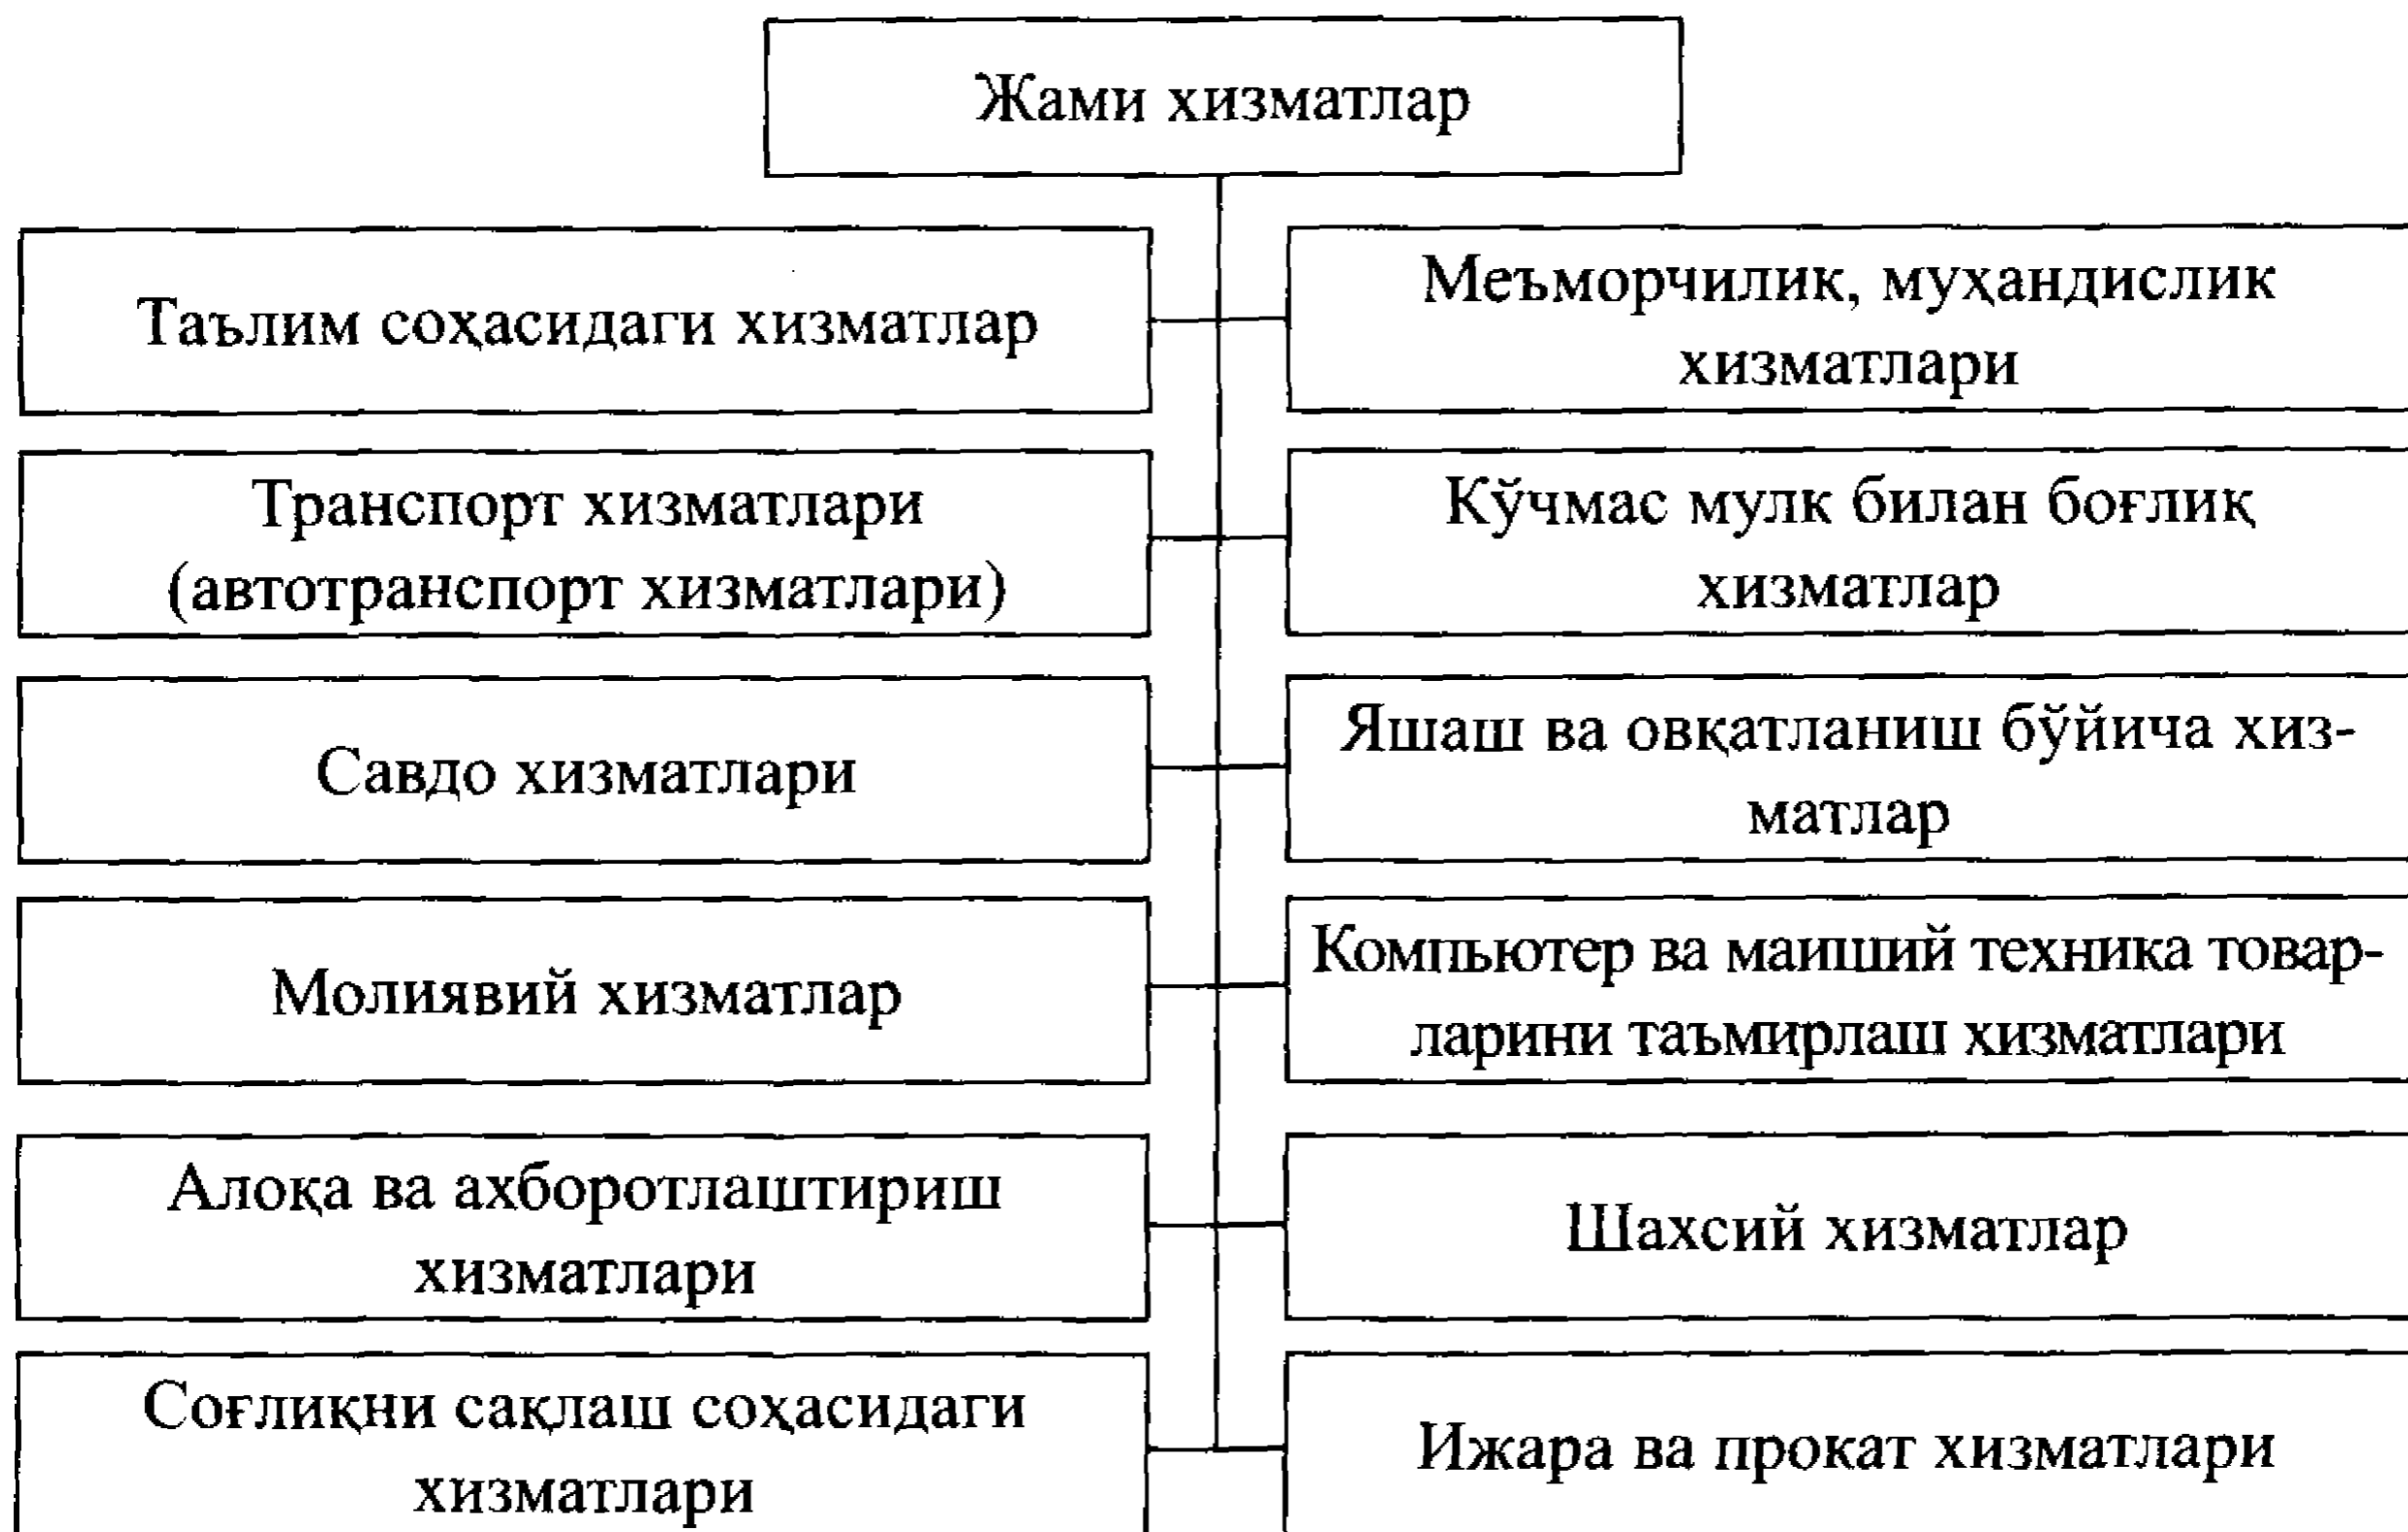 Жами хизматлар
Таълим соҳасидаги хизматлар
Меъморчилик, муҳандислик
хизматлари
Транспорт хизматлари
(автотранспорт хизматлари)
Кўчмас мулк билан боғлиқ
хизматлар
Савдо хизматлари
Яшаш ва овқатланиш бўйича хиз-
матлар
Молиявий хизматлар
Компьютер ва маиший техника товар-
ларини таъмирлаш хизматлари
Алоқа ва ахборотлаштириш
хизматлари
Шахсий хизматлар
Соғлиқни сақлаш соҳасидаги
хизматлари
Ижара ва прокат хизматлари